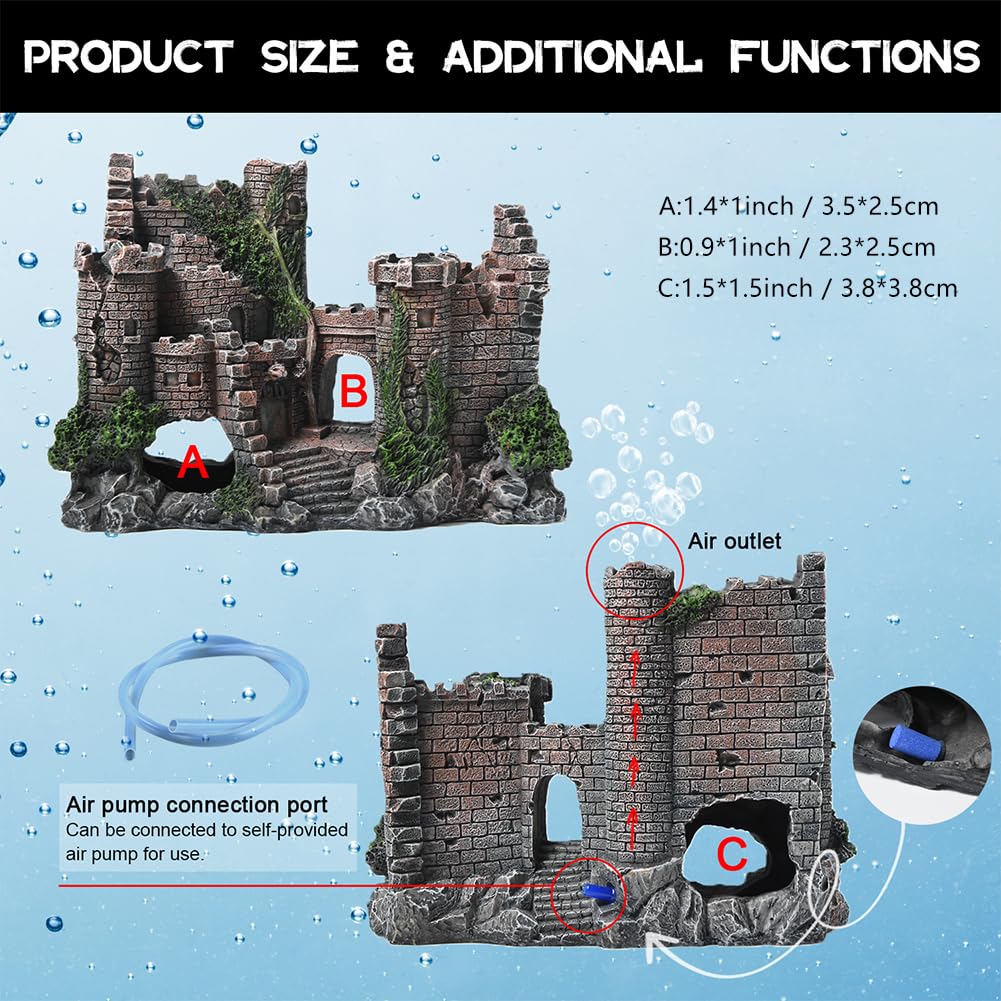 PRODUCT SIZE & ADDITIONAL FUNCTIONS
A:1.4*1inch / 3.5*2.5cm
B:0.9*1inch / 2.3*2.5cm
C:1.5*1.5inch / 3.8*3.8cm
B
A
Air outlet
Air pump connection port
Can be connected to self-provided
air pump for use.
C